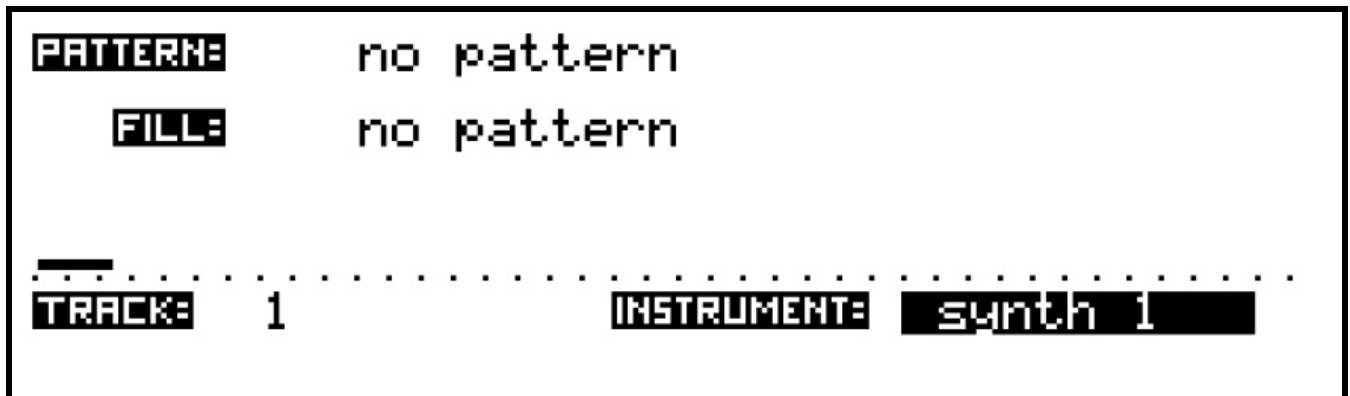 PATTERN: no pattern
FILL: no pattern
TRACK: 1 INSTRUMENT: synth 1